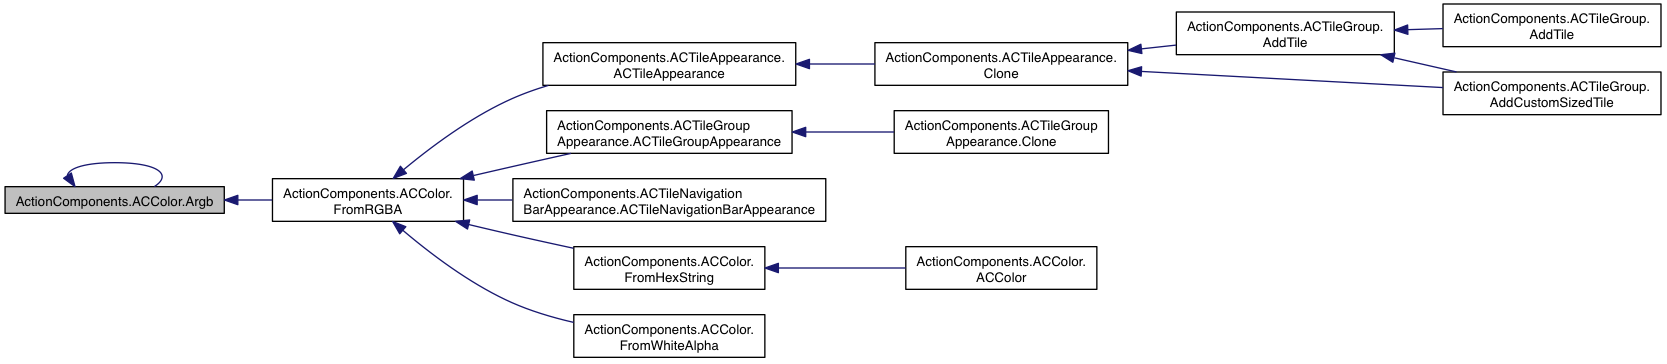 ActionComponents.ACColor.Argb
ActionComponents.ACColor.
FromRGBA
ActionComponents.ACTileAppearance.
ACTileAppearance
ActionComponents.ACTileAppearance.
Clone
ActionComponents.ACTileGroup.
AddTile
ActionComponents.ACTileGroup.
AddTile
ActionComponents.ACTileGroup.
AddCustomSizedTile
ActionComponents.ACTileGroup
Appearance.ACTileGroupAppearance
ActionComponents.ACTileGroup
Appearance.Clone
ActionComponents.ACTileNavigation
BarAppearance.ACTileNavigationBarAppearance
ActionComponents.ACColor.
FromHexString
ActionComponents.ACColor.
ACColor
ActionComponents.ACColor.
FromWhiteAlpha